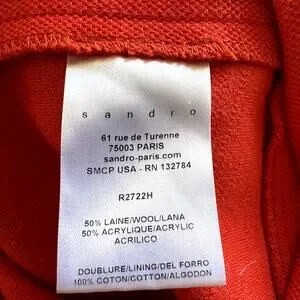 sandro
61 rue de Turenne
75003 PARIS
sandro-paris.com
SMCP USA - RN 132784
R2722H
50% LAINE/WOOL/LANA
50% ACRYLIQUE/ACRYLIC
ACRILICO
DOUBLURE/LINING/DEL FORRO
100% COTON/COTTON/ALGODON